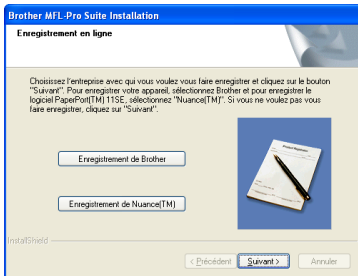 Brother MFL-Pro Suite Installation
Enregistrement en ligne
Choisissez l'entreprise avec qui vous voulez vous faire enregistrer et cliquez sur le bouton
"Suivant". Pour enregistrer votre appareil, sélectionnez Brother et pour enregistrer le
logiciel PaperPort(TM) 11SE, sélectionnez "Nuance(TM)". Si vous ne voulez pas vous
faire enregistrer, cliquez sur "Suivant".
Product Registration
Enregistrement de Brother
Enregistrement de Nuance(TM)
InstallShield
< Précédent Suivant > Annuler